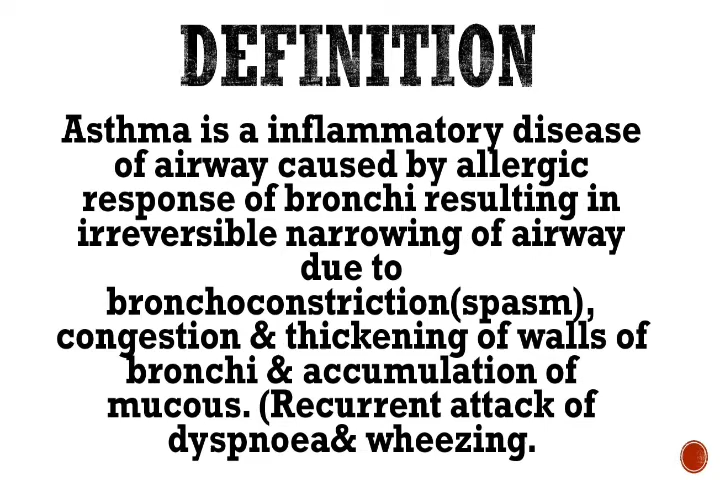 DEFINITION
Asthma is a inflammatory disease
of airway caused by allergic
response of bronchi resulting in
irreversible narrowing of airway
due to
bronchoconstriction(spasm),
congestion & thickening of walls of
bronchi & accumulation of
mucous. (Recurrent attack of
dyspnoea& wheezing.